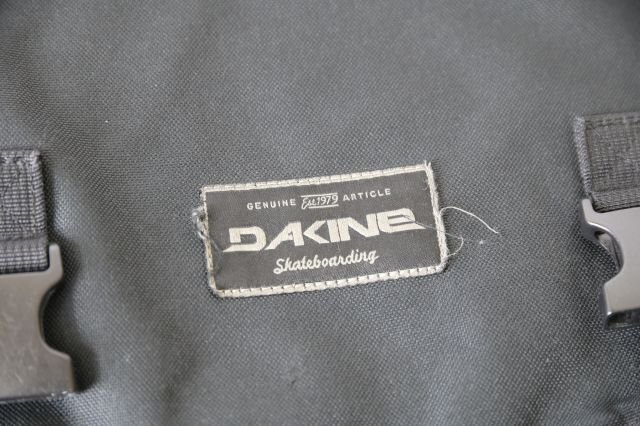 GENUINE Est.1979 ARTICLE
DAKINE
Skateboarding